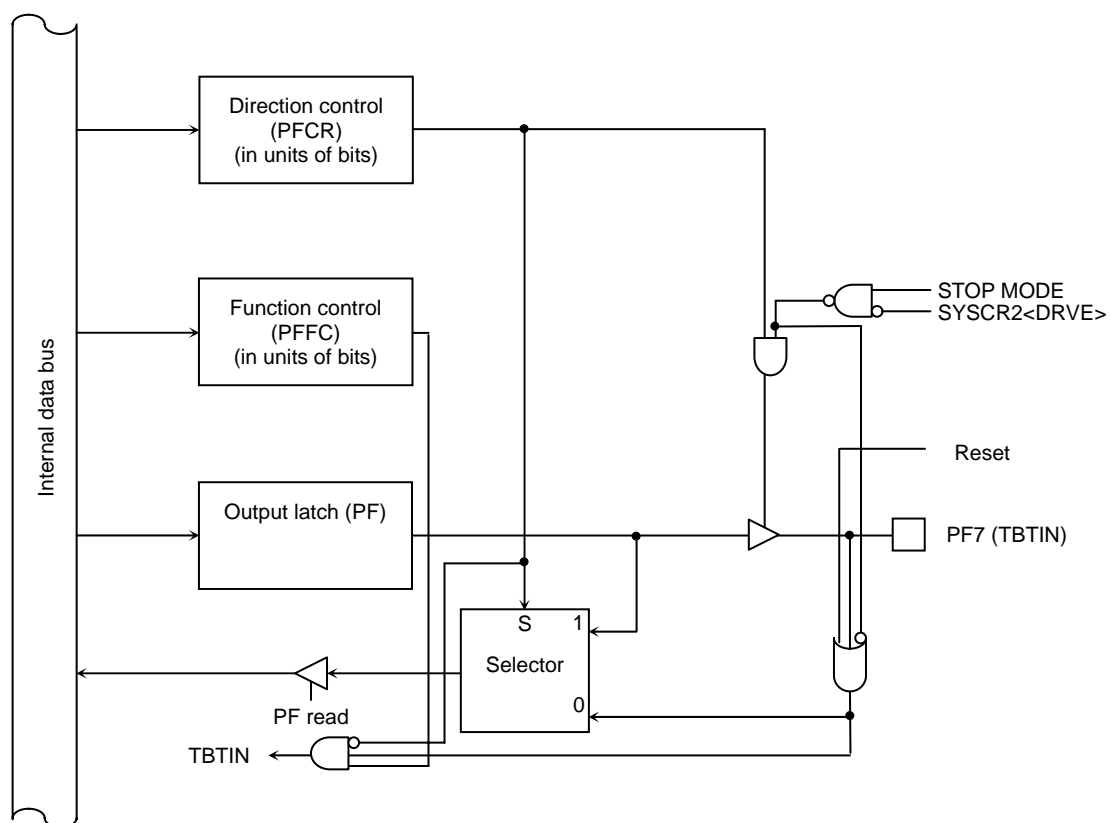 Internal data bus
Direction control
(PFCR)
(in units of bits)
Function control
(PFFC)
(in units of bits)
STOP MODE
SYSCR2<DRVE>
Reset
Output latch (PF)
PF7 (TBTIN)
S
1
Selector
0
PF read
TBTIN